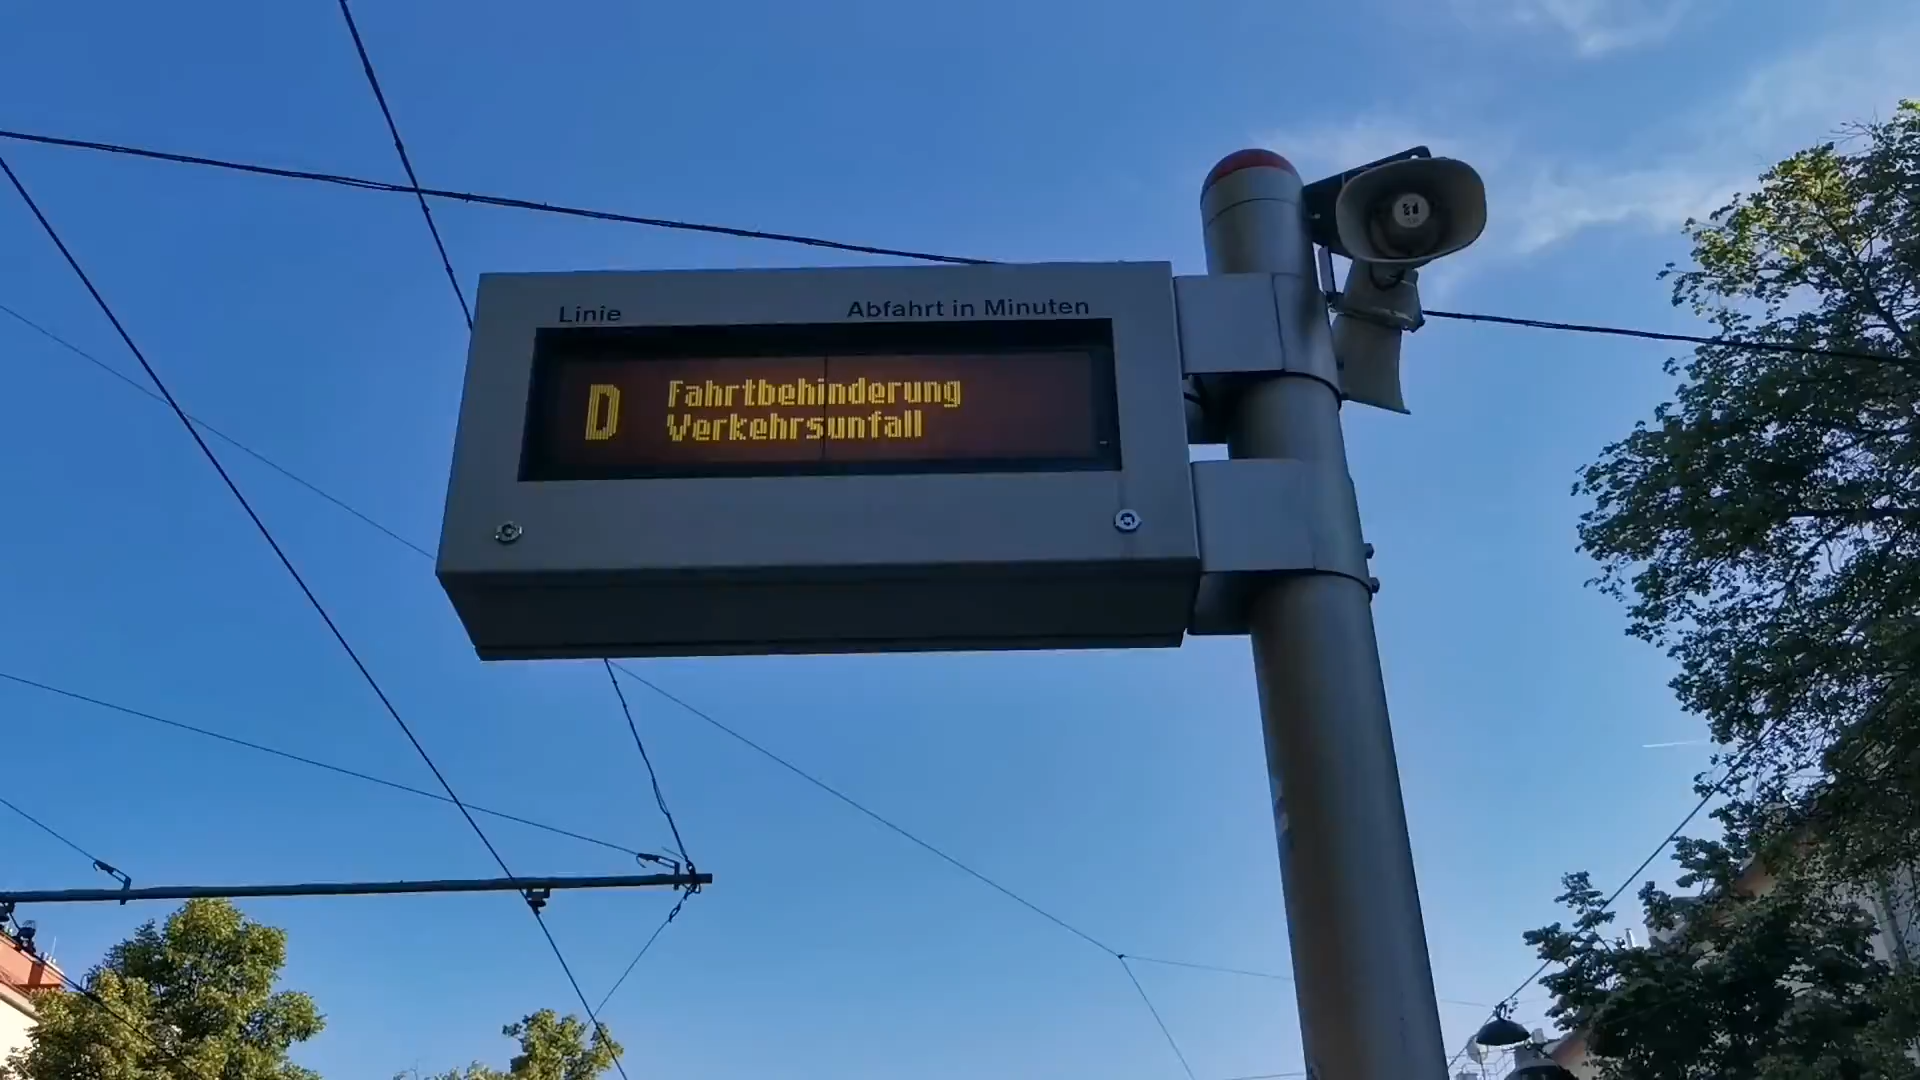 Linie Abfahrt in Minuten
D Fahrtbehinderung
Verkehrsunfall